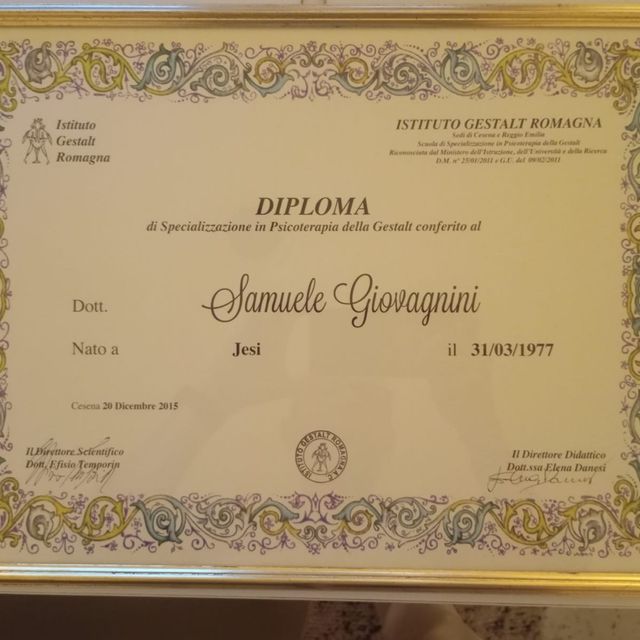 Istituto
Gestalt
Romagna
ISTITUTO GESTALT ROMAGNA
Sedi di Cesena e Reggio Emilia
Scuola di Specializzazione in Psicoterapia della Gestalt
Riconosciuta dal Ministero dell'Istruzione, dell'Università e della Ricerca
D.M. n° 25/01/2011 e G.U. del 09/02/2011
DIPLOMA
di Specializzazione in Psicoterapia della Gestalt conferito al
Dott. Samuele Giovagnini
Nato a Jesi il 31/03/1977
Cesena 20 Dicembre 2015
Il Direttore Scientifico
Dott. Efisio Temporin
ISTITUTO GESTALT ROMAGNA
Il Direttore Didattico
Dott.ssa Elena Danesi